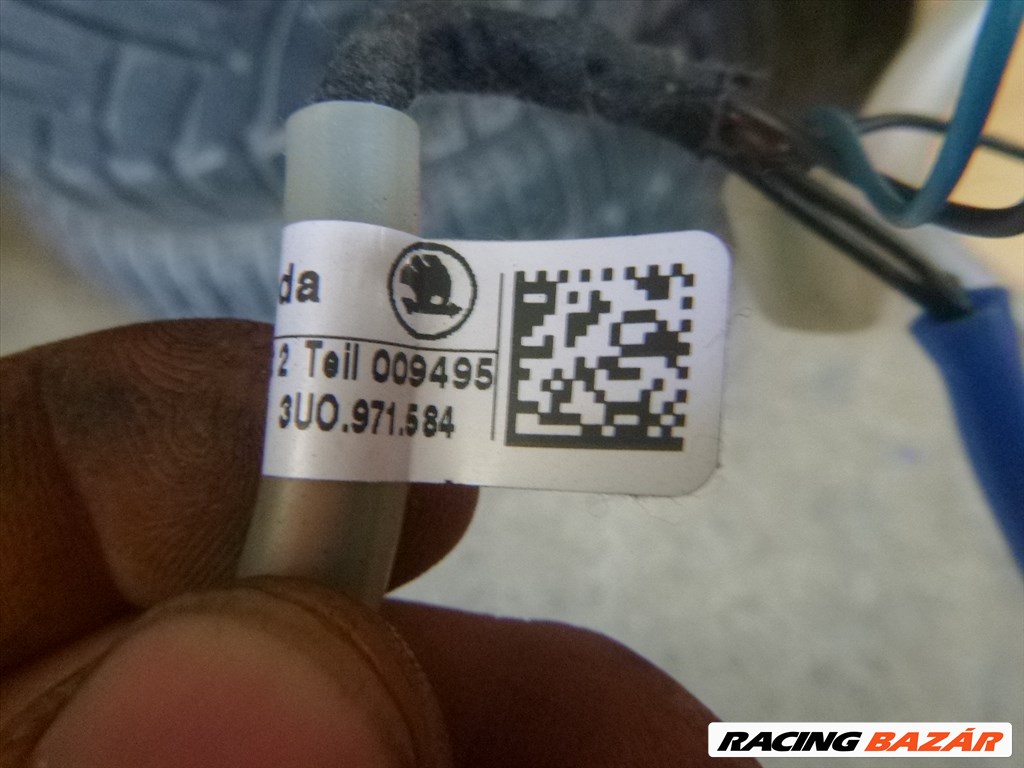 da
2 Teil 009495
3U0.971.584
RACING BAZÁR